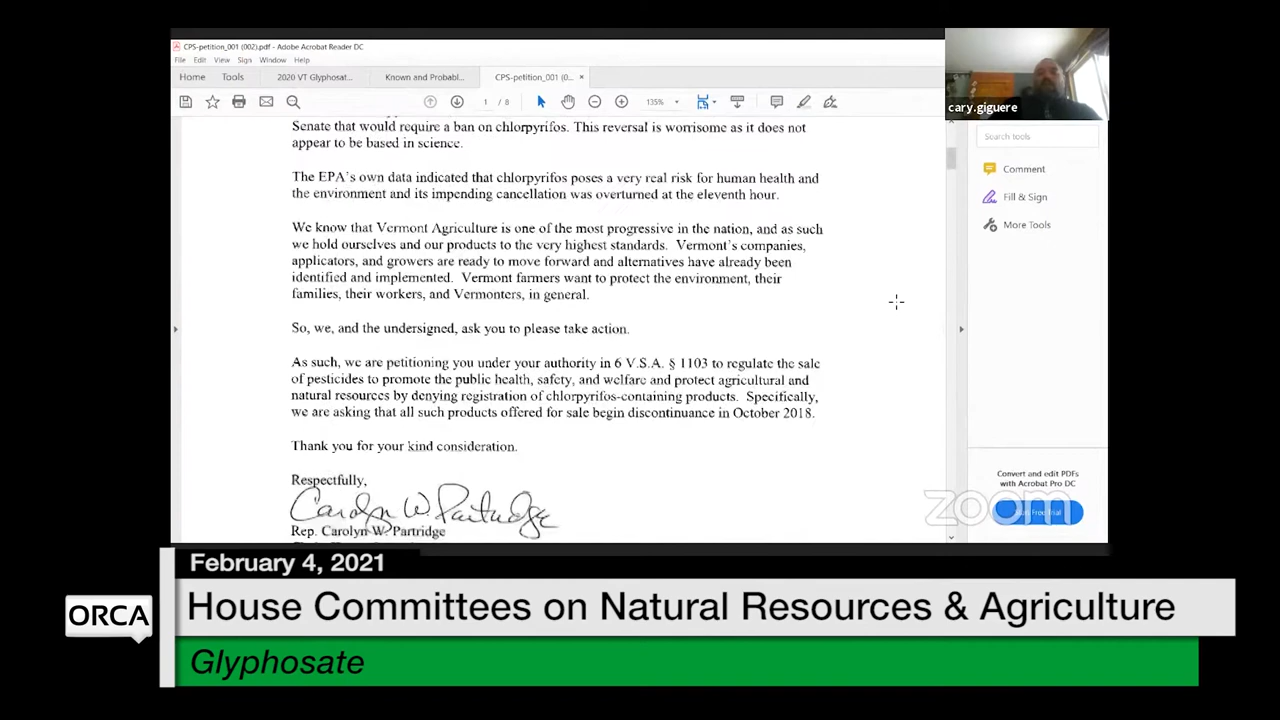 CPS-petition_001 (002).pdf - Adobe Acrobat Reader DC
File Edit View Sign Window Help
Home Tools 2020 VT Glyphosat... Known and Probabl... CPS-petition_001 (0... ×
1 / 8 135%
cary.giguere
Senate that would require a ban on chlorpyrifos. This reversal is worrisome as it does not
appear to be based in science.
The EPA's own data indicated that chlorpyrifos poses a very real risk for human health and
the environment and its impending cancellation was overturned at the eleventh hour.
We know that Vermont Agriculture is one of the most progressive in the nation, and as such
we hold ourselves and our products to the very highest standards. Vermont's companies,
applicators, and growers are ready to move forward and alternatives have already been
identified and implemented. Vermont farmers want to protect the environment, their
families, their workers, and Vermonters, in general.
So, we, and the undersigned, ask you to please take action.
As such, we are petitioning you under your authority in 6 V.S.A. § 1103 to regulate the sale
of pesticides to promote the public health, safety, and welfare and protect agricultural and
natural resources by denying registration of chlorpyrifos-containing products. Specifically,
we are asking that all such products offered for sale begin discontinuance in October 2018.
Thank you for your kind consideration.
Respectfully,
Carolyn W Partridge
Rep. Carolyn W. Partridge
Search tools
Comment
Fill & Sign
More Tools
Convert and edit PDFs
with Acrobat Pro DC
Start Free Trial
zoom
February 4, 2021
ORCA
House Committees on Natural Resources & Agriculture
Glyphosate